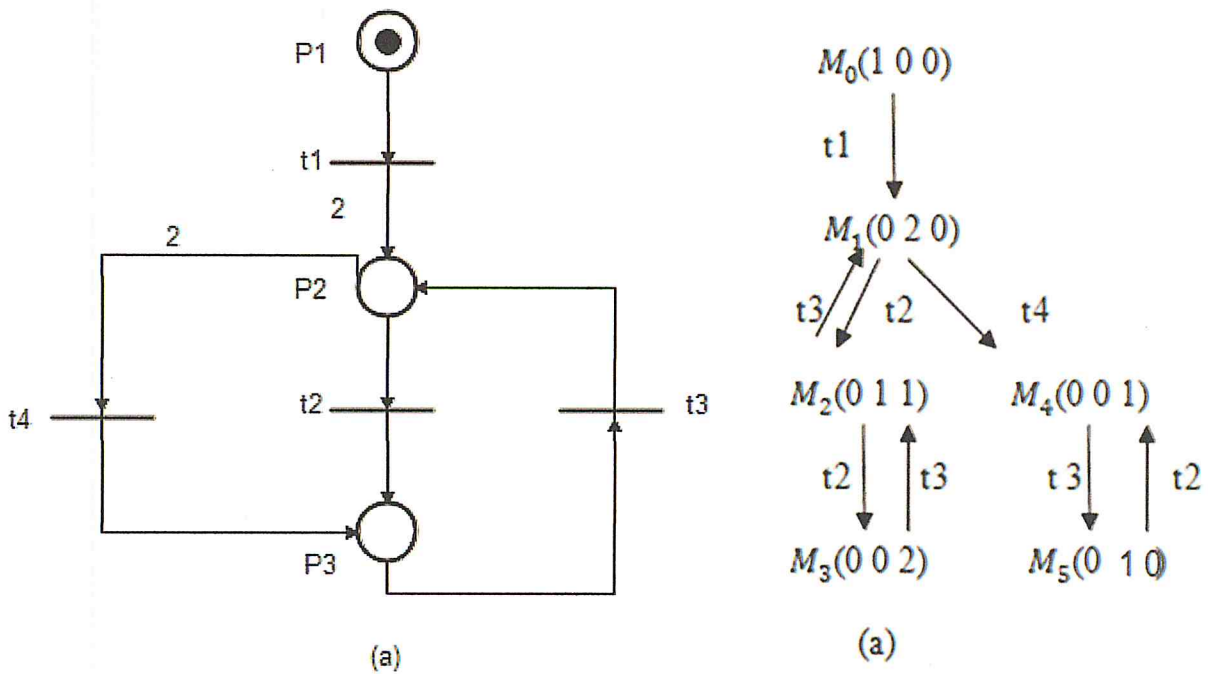 P1
t1
2
2
P2
t4
t2
t3
P3
(a)
M₀(1 0 0)
t1
M₁(0 2 0)
t3 t2 t4
M₂(0 1 1) M₄(0 0 1)
t2 t3 t 3 t2
M₃(0 0 2) M₅(0 1 0)
(a)